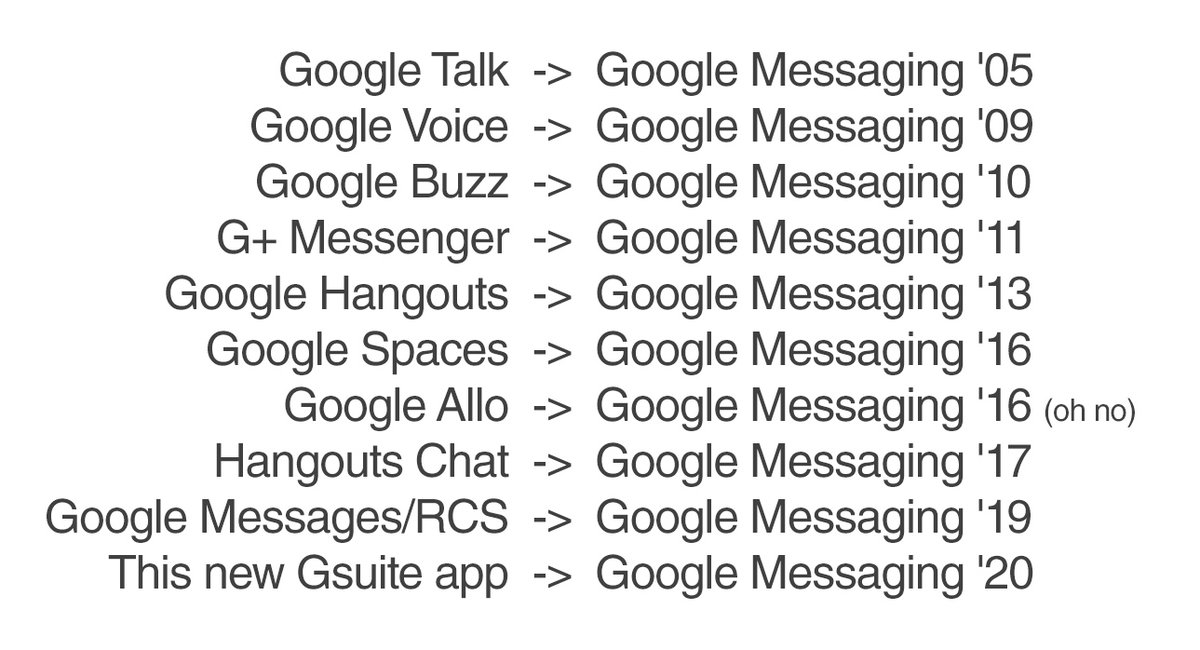 Google Talk -> Google Messaging '05
Google Voice -> Google Messaging '09
Google Buzz -> Google Messaging '10
G+ Messenger -> Google Messaging '11
Google Hangouts -> Google Messaging '13
Google Spaces -> Google Messaging '16
Google Allo -> Google Messaging '16 (oh no)
Hangouts Chat -> Google Messaging '17
Google Messages/RCS -> Google Messaging '19
This new Gsuite app -> Google Messaging '20